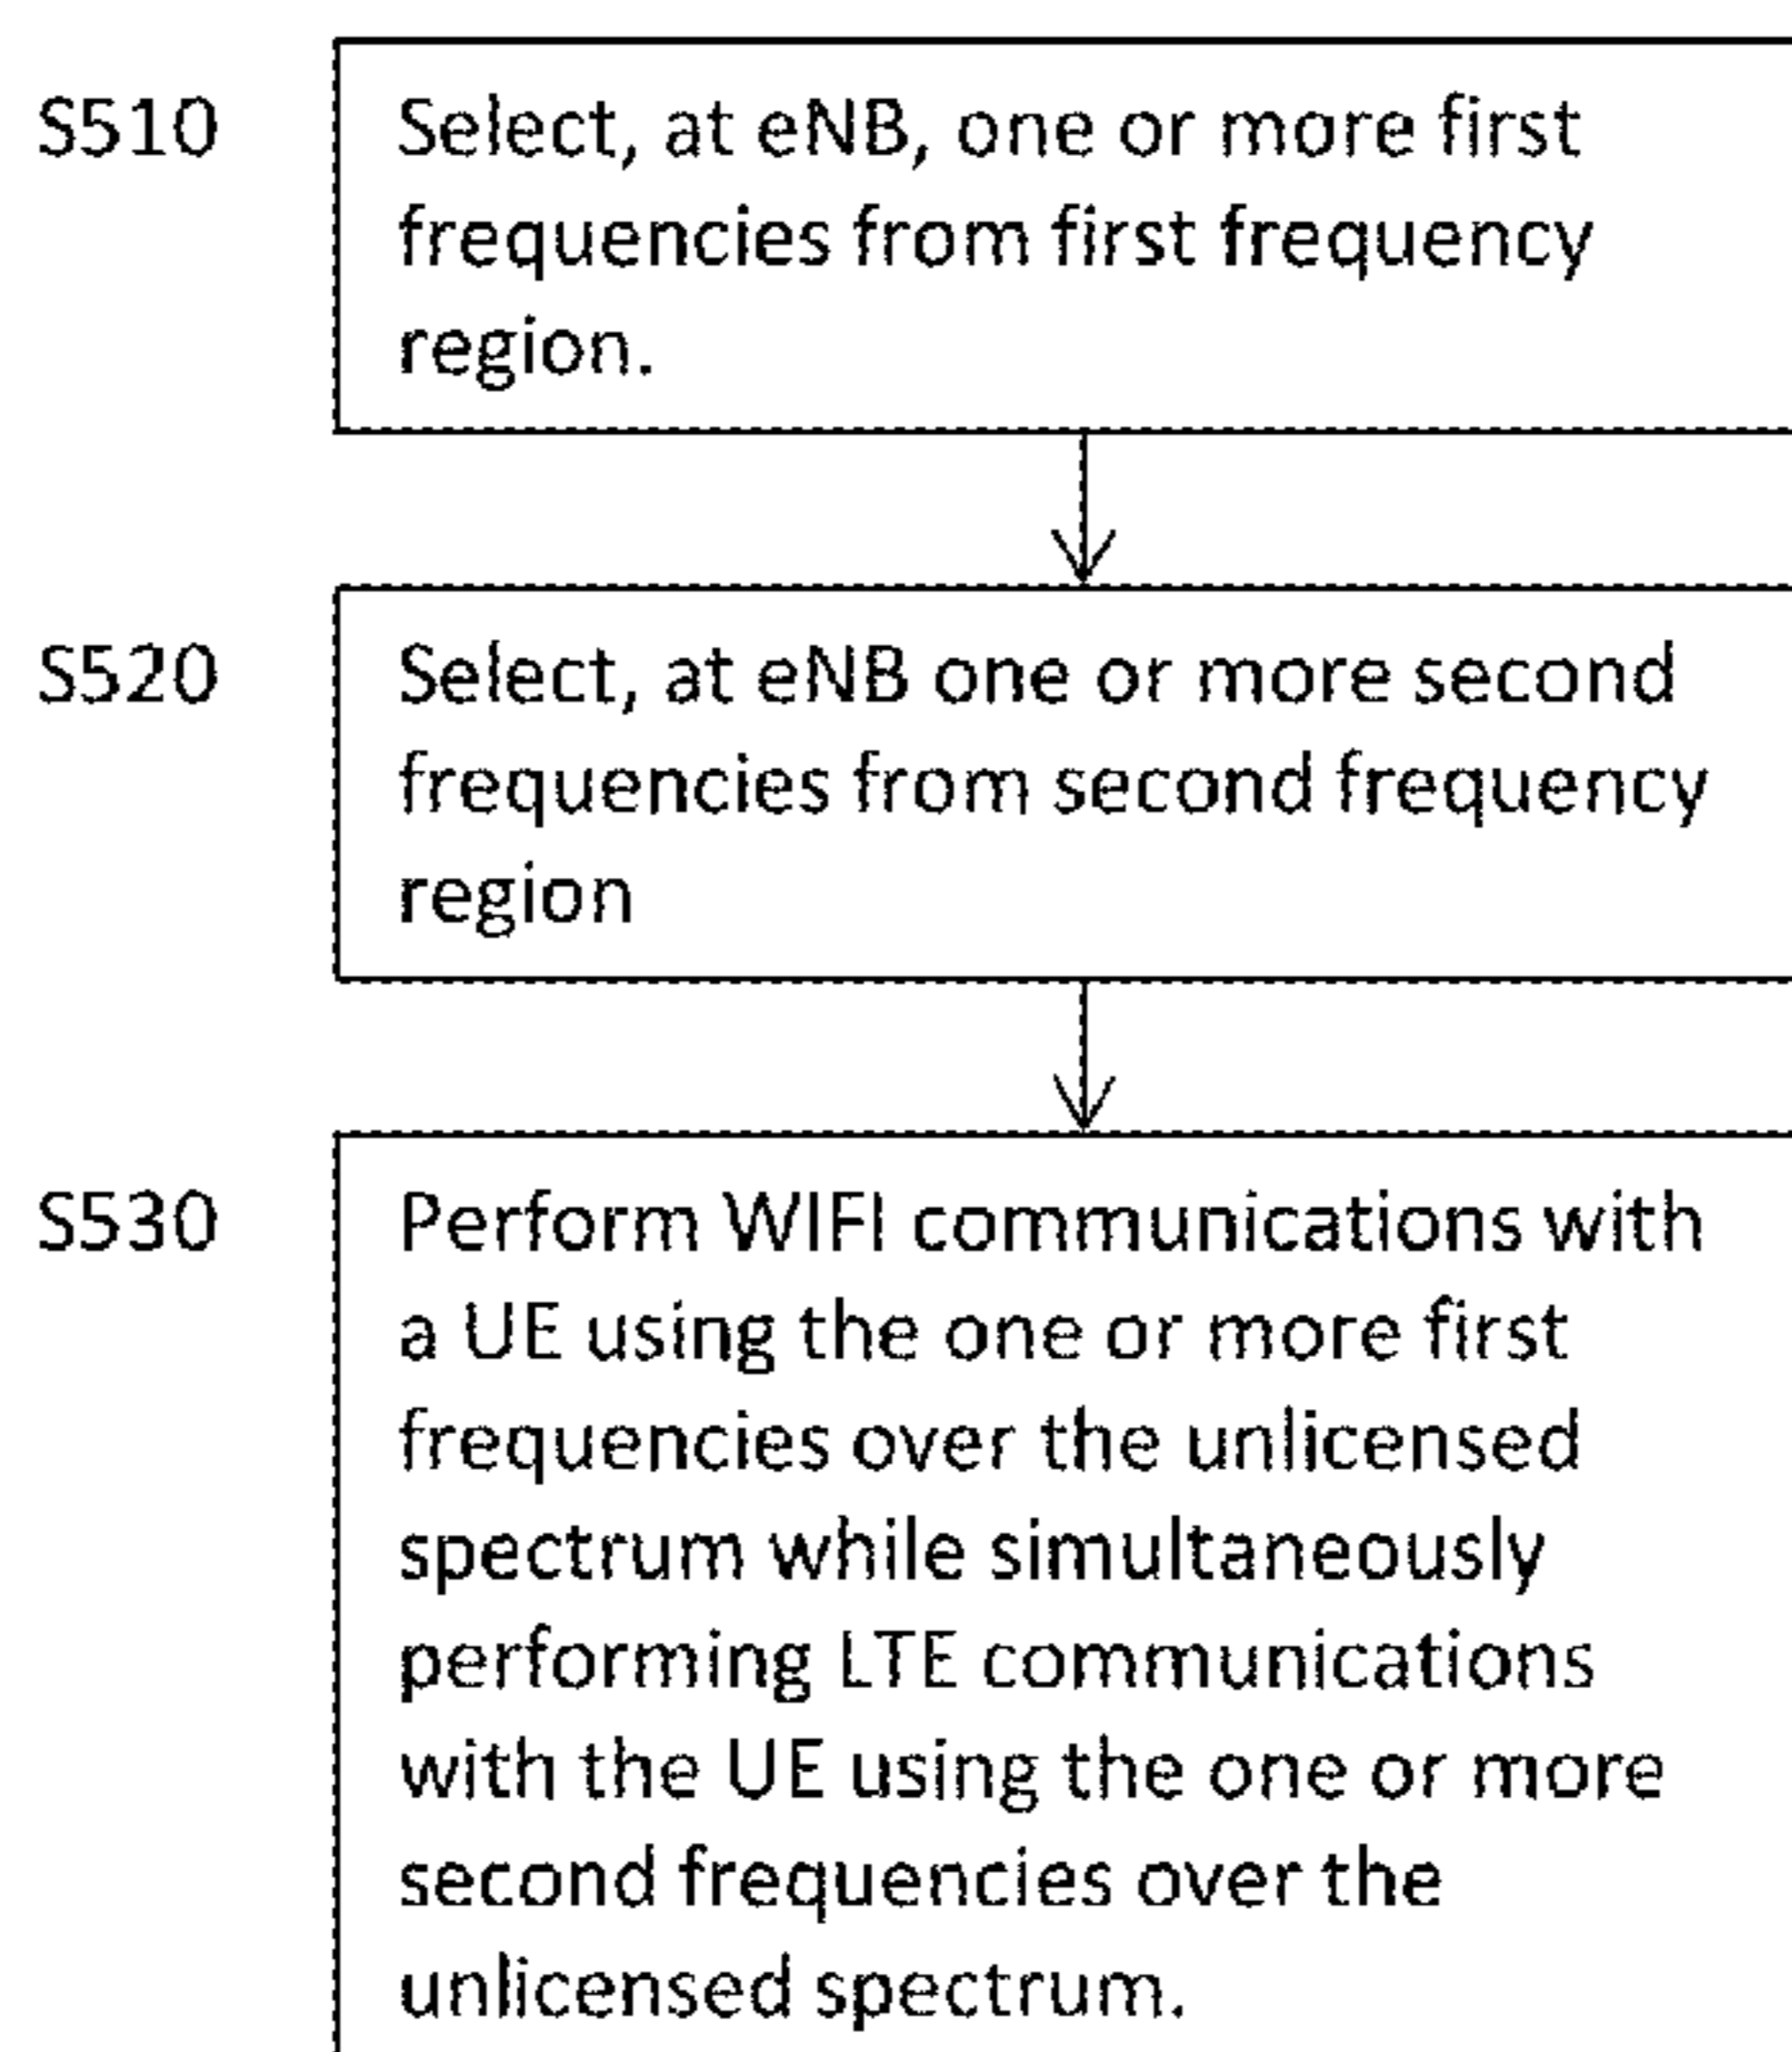 S510
Select, at eNB, one or more first
frequencies from first frequency
region.
S520
Select, at eNB one or more second
frequencies from second frequency
region
S530
Perform WIFI communications with
a UE using the one or more first
frequencies over the unlicensed
spectrum while simultaneously
performing LTE communications
with the UE using the one or more
second frequencies over the
unlicensed spectrum.